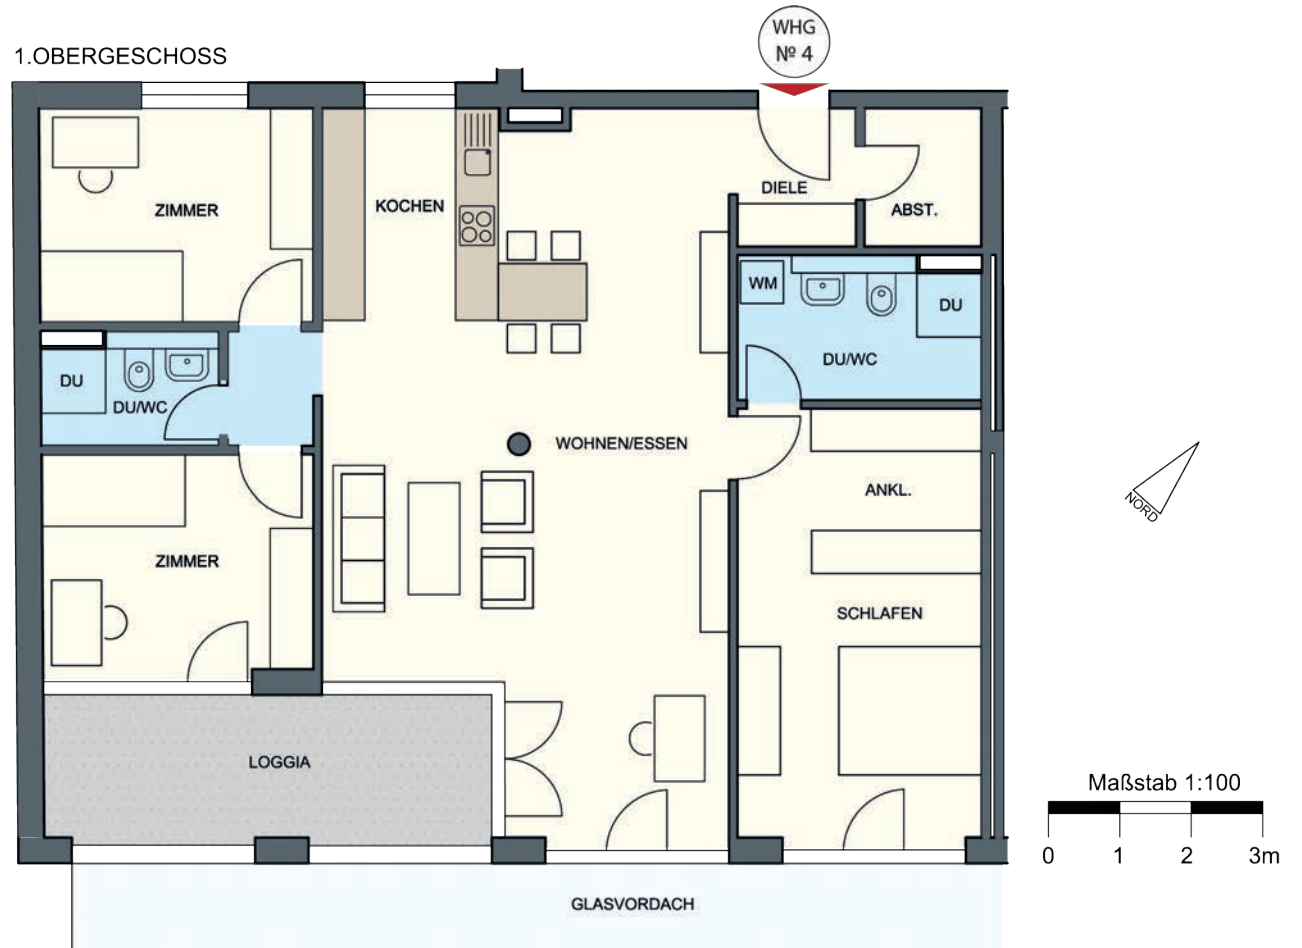 WHG
№ 4
1.OBERGESCHOSS
ZIMMER
KOCHEN
DIELE
ABST.
WM
DU
DU/WC
DU
DU/WC
WOHNEN/ESSEN
ANKL.
NORD
ZIMMER
SCHLAFEN
LOGGIA
Maßstab 1:100
0 1 2 3m
GLASVORDACH